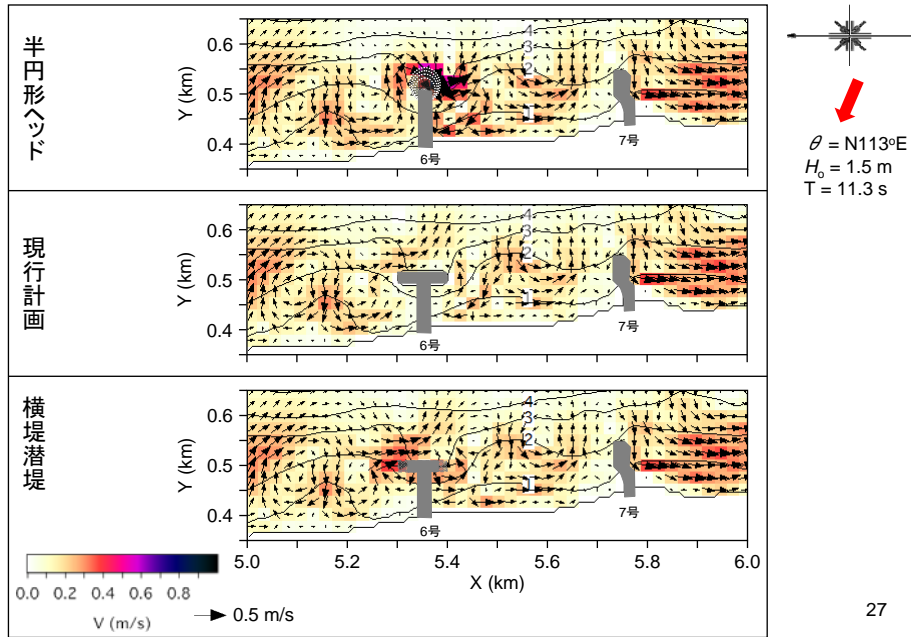 半円形ヘッド
Y (km)
0.6
0.5
0.4
4
3
2
1
6号
7号
現行計画
Y (km)
0.6
0.5
0.4
4
3
2
1
6号
7号
横堤潜堤
Y (km)
0.6
0.5
0.4
4
3
2
1
6号
7号
5.0 5.2 5.4 5.6 5.8 6.0
X (km)
0.0 0.2 0.4 0.6 0.8
V (m/s)
0.5 m/s
θ = N113°E
Ho = 1.5 m
T = 11.3 s
27